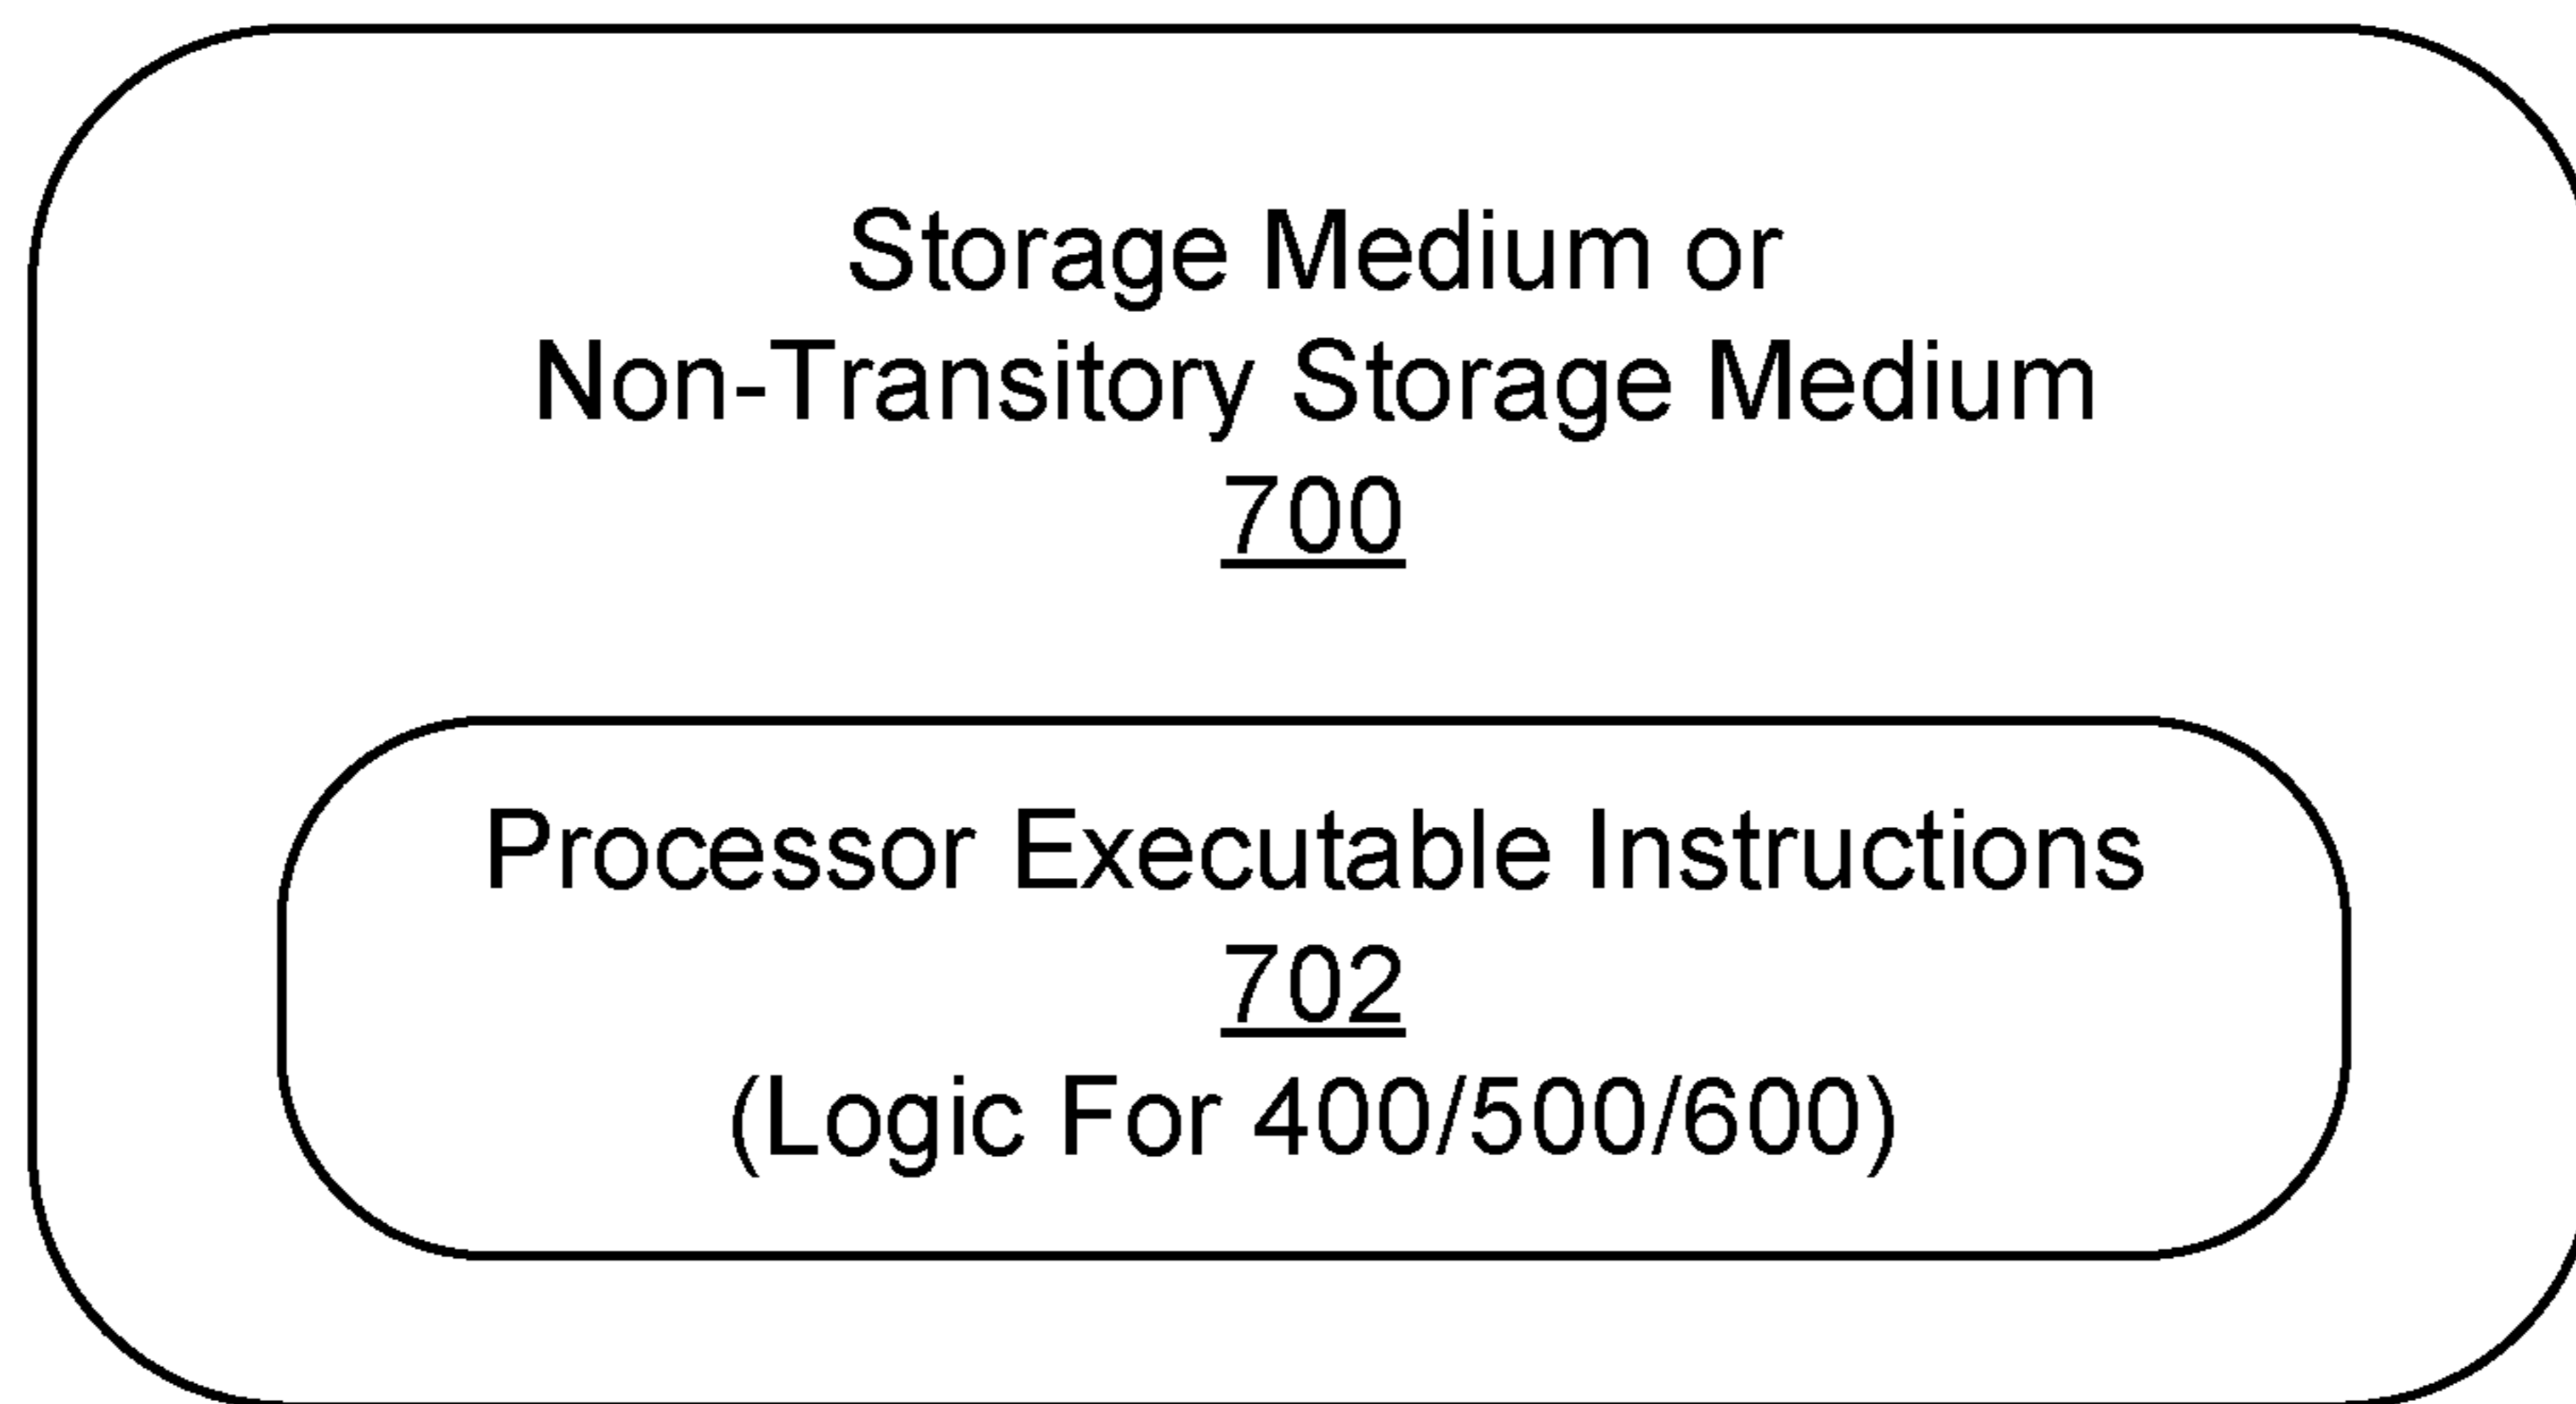 Storage Medium or
Non-Transitory Storage Medium
700
Processor Executable Instructions
702
(Logic For 400/500/600)